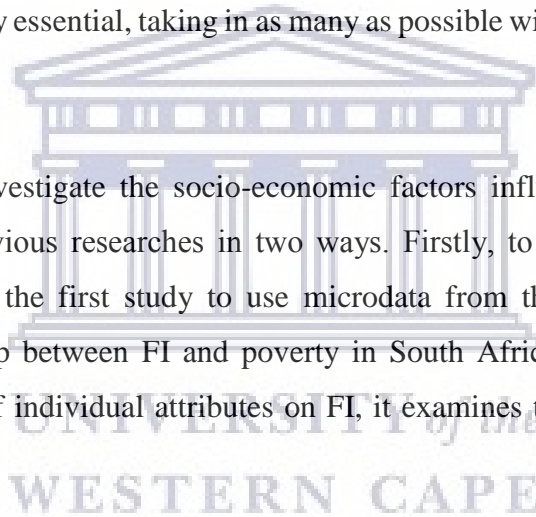 y essential, taking in as many as possible wi
vestigate the socio-economic factors infl
vious researches in two ways. Firstly, to
the first study to use microdata from th
p between FI and poverty in South Afric
f individual attributes on FI, it examines t
UNIVERSITY of the
WESTERN CAPE